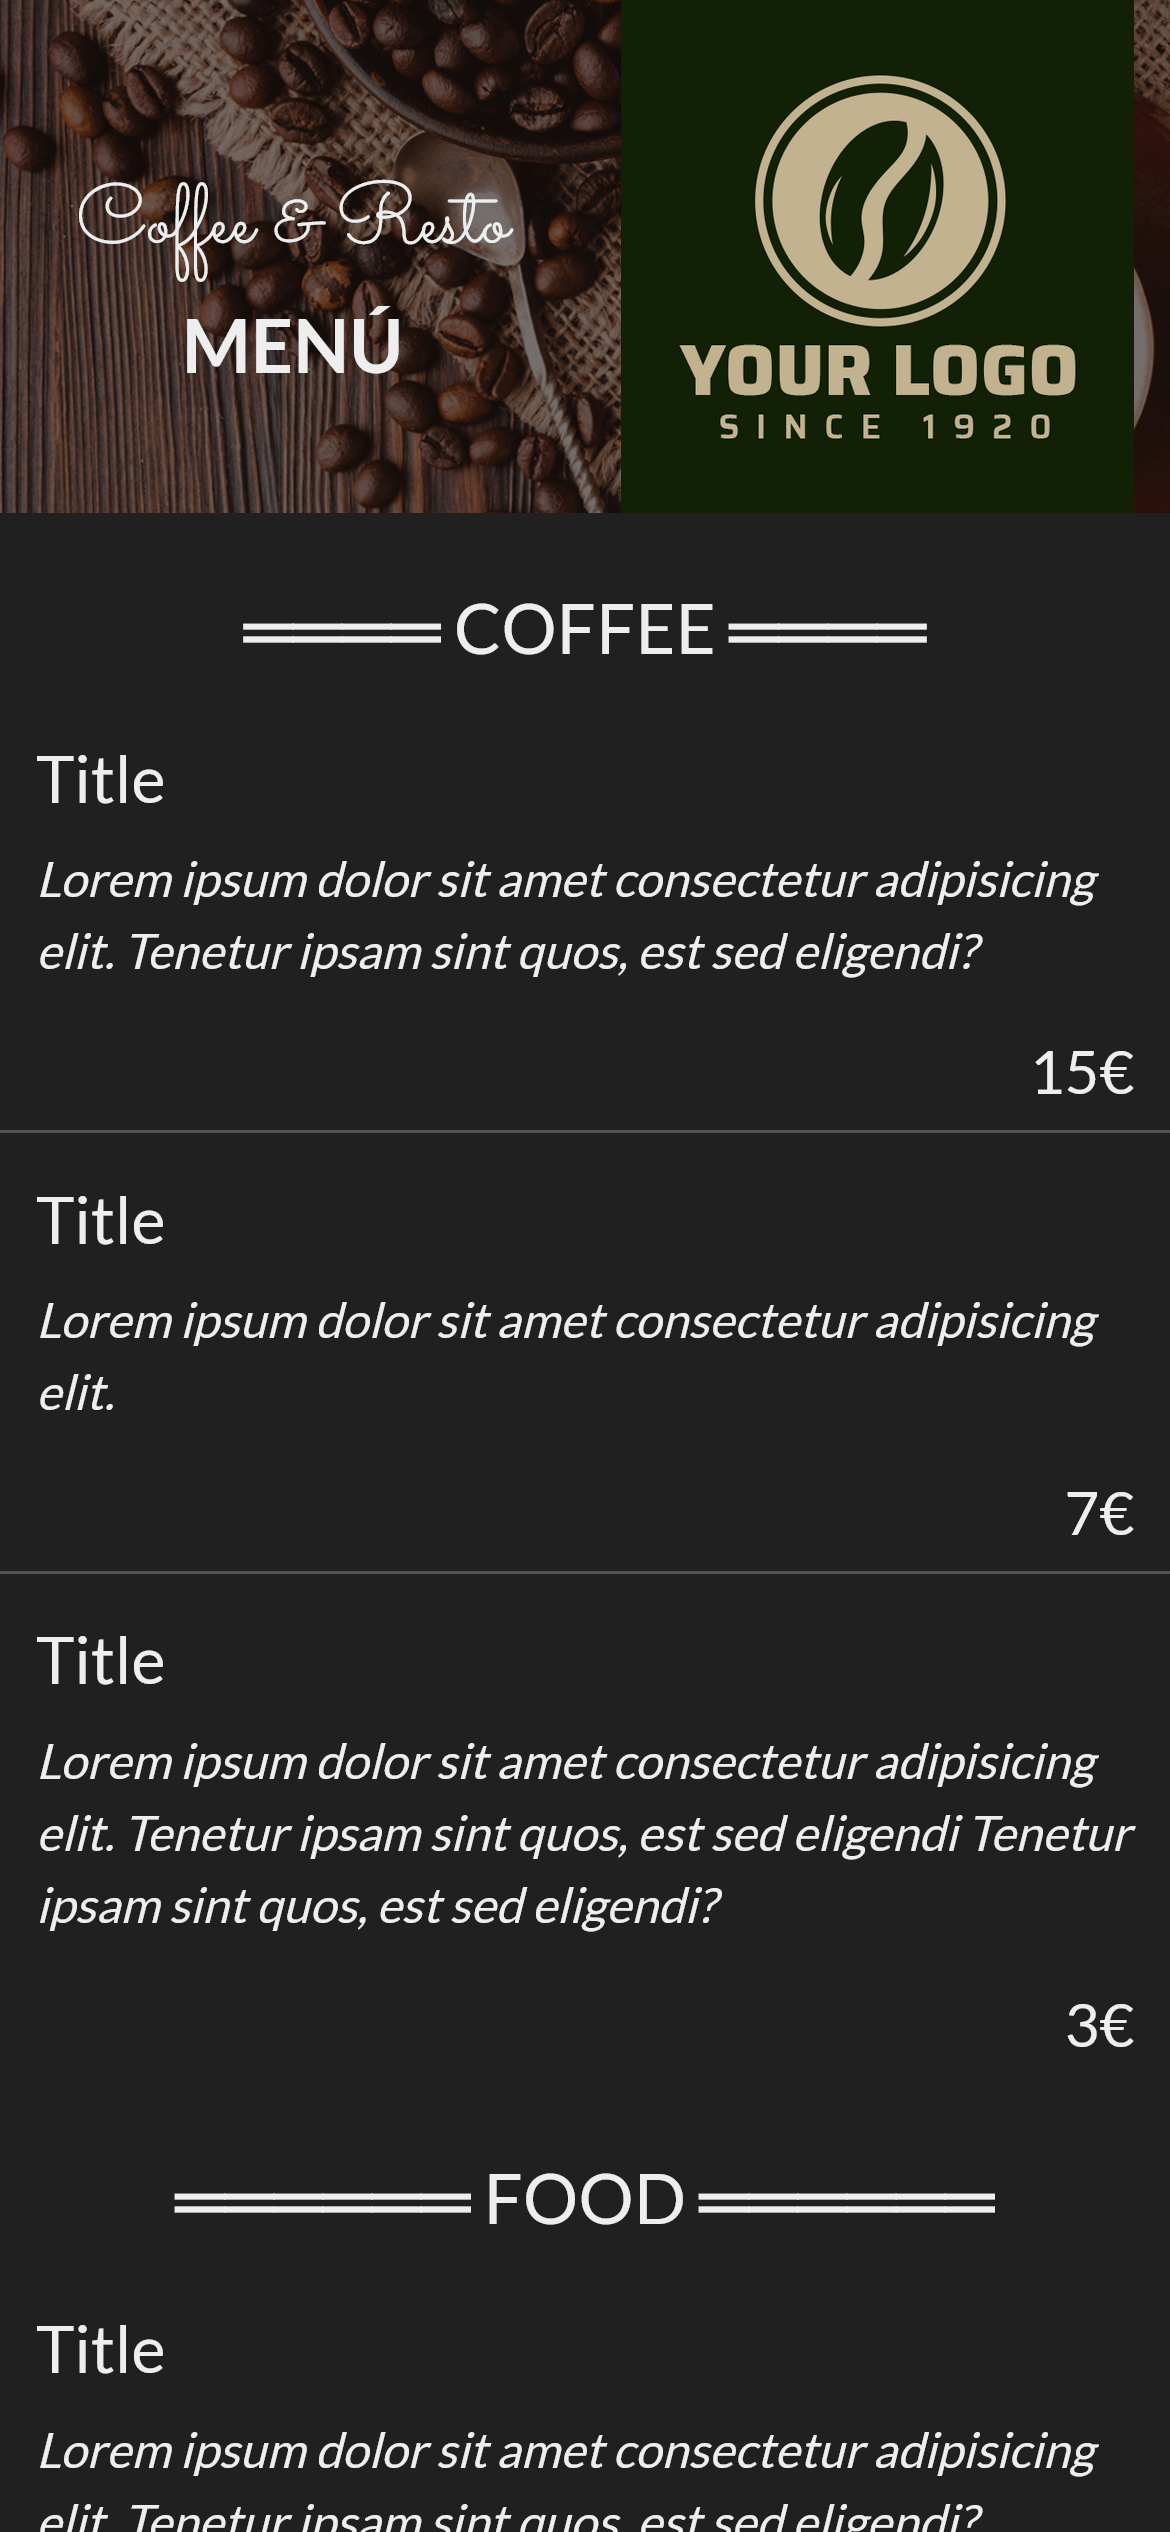 Coffee & Resto
MENÚ
YOUR LOGO
SINCE 1920
COFFEE
Title
Lorem ipsum dolor sit amet consectetur adipisicing
elit. Tenetur ipsam sint quos, est sed eligendi?
15€
Title
Lorem ipsum dolor sit amet consectetur adipisicing
elit.
7€
Title
Lorem ipsum dolor sit amet consectetur adipisicing
elit. Tenetur ipsam sint quos, est sed eligendi Tenetur
ipsam sint quos, est sed eligendi?
3€
FOOD
Title
Lorem ipsum dolor sit amet consectetur adipisicing
elit. Tenetur ipsam sint quos, est sed eligendi?